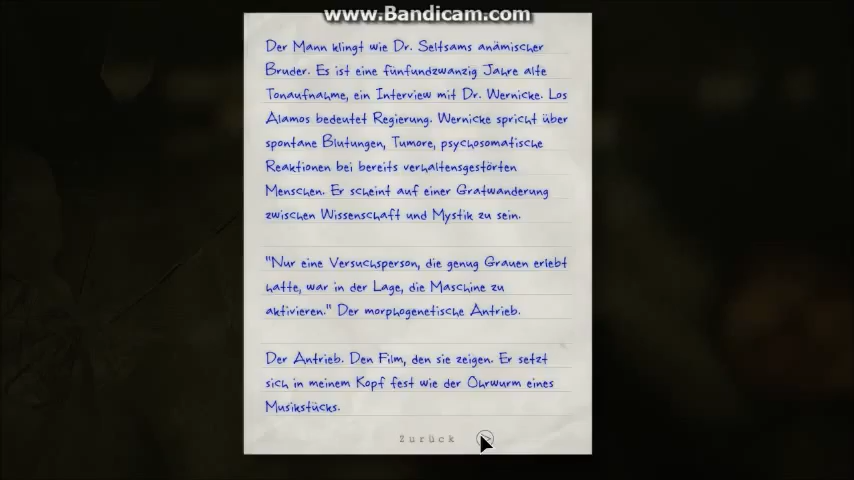 www.Bandicam.com
Der Mann klingt wie Dr. Seltsams anämischer
Bruder. Es ist eine fünfundzwanzig Jahre alte
Tonaufnahme, ein Interview mit Dr. Wernicke. Los
Alamos bedeutet Regierung. Wernicke spricht über
spontane Blutungen, Tumore, psychosomatische
Reaktionen bei bereits verhaltensgestörten
Menschen. Er scheint auf einer Gratwanderung
zwischen Wissenschaft und Mystik zu sein.
"Nur eine Versuchsperson, die genug Grauen erlebt
hatte, war in der Lage, die Maschine zu
aktivieren." Der morphogenetische Antrieb.
Der Antrieb. Den Film, den sie zeigen. Er setzt
sich in meinem Kopf fest wie der Ohrwurm eines
Musikstücks.
Zurück